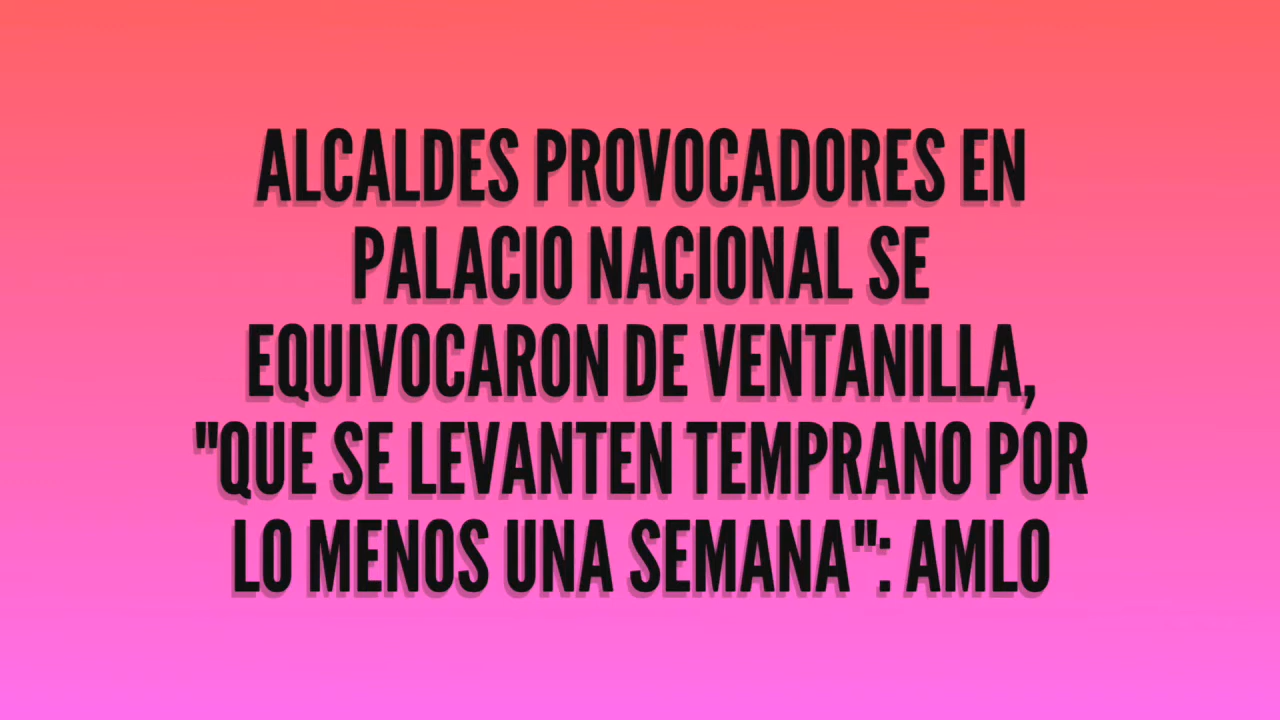 ALCALDES PROVOCADORES EN
PALACIO NACIONAL SE
EQUIVOCARON DE VENTANILLA,
"QUE SE LEVANTEN TEMPRANO POR
LO MENOS UNA SEMANA": AMLO